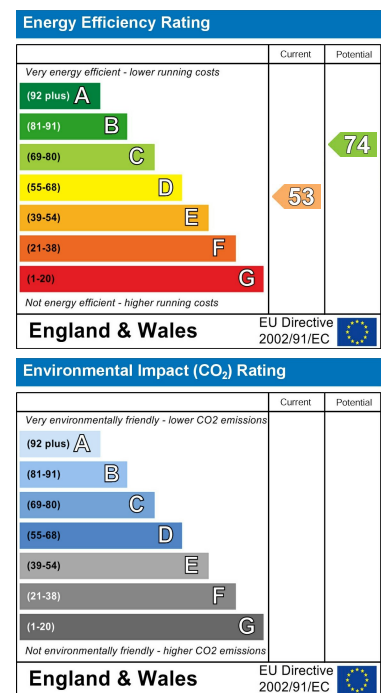 Energy Efficiency Rating
Current Potential
Very energy efficient - lower running costs
(92 plus) A
(81-91) B
(69-80) C
74
(55-68) D
53
(39-54) E
(21-38) F
(1-20) G
Not energy efficient - higher running costs
England & Wales
EU Directive
2002/91/EC
Environmental Impact (CO₂) Rating
Current Potential
Very environmentally friendly - lower CO2 emissions
(92 plus) A
(81-91) B
(69-80) C
(55-68) D
(39-54) E
(21-38) F
(1-20) G
Not environmentally friendly - higher CO2 emissions
England & Wales
EU Directive
2002/91/EC